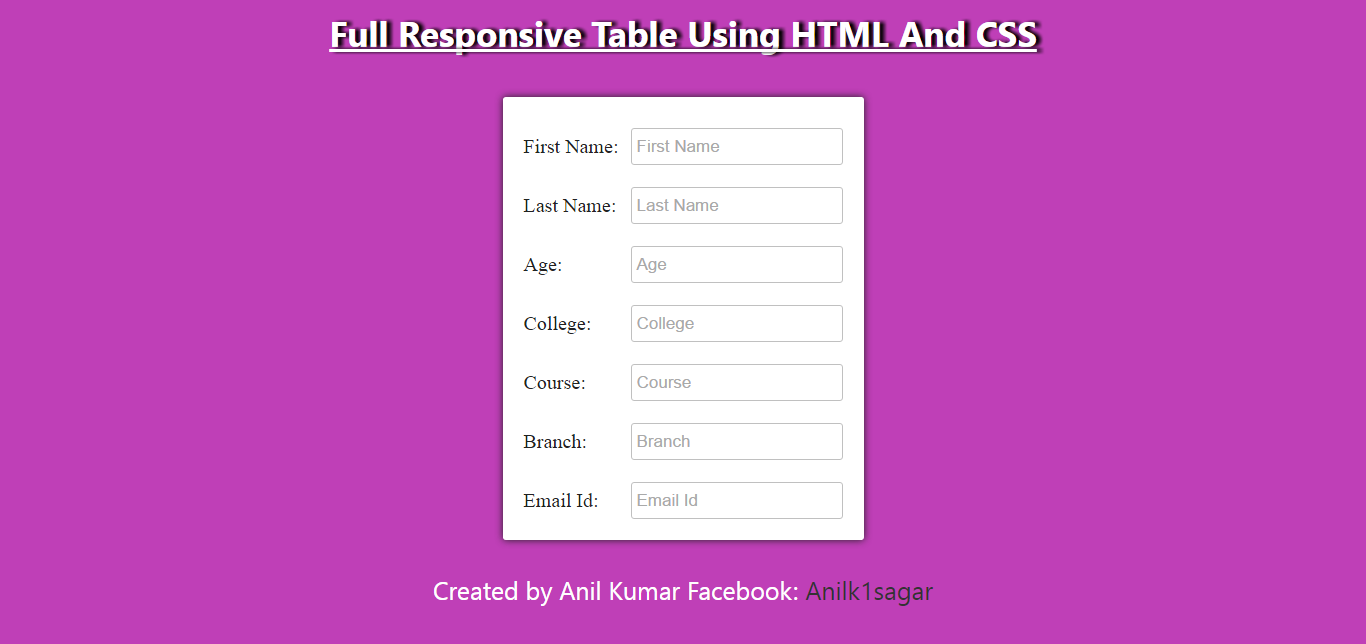 Full Responsive Table Using HTML And CSS
First Name: First Name
Last Name: Last Name
Age: Age
College: College
Course: Course
Branch: Branch
Email Id: Email Id
Created by Anil Kumar Facebook: Anilk1sagar